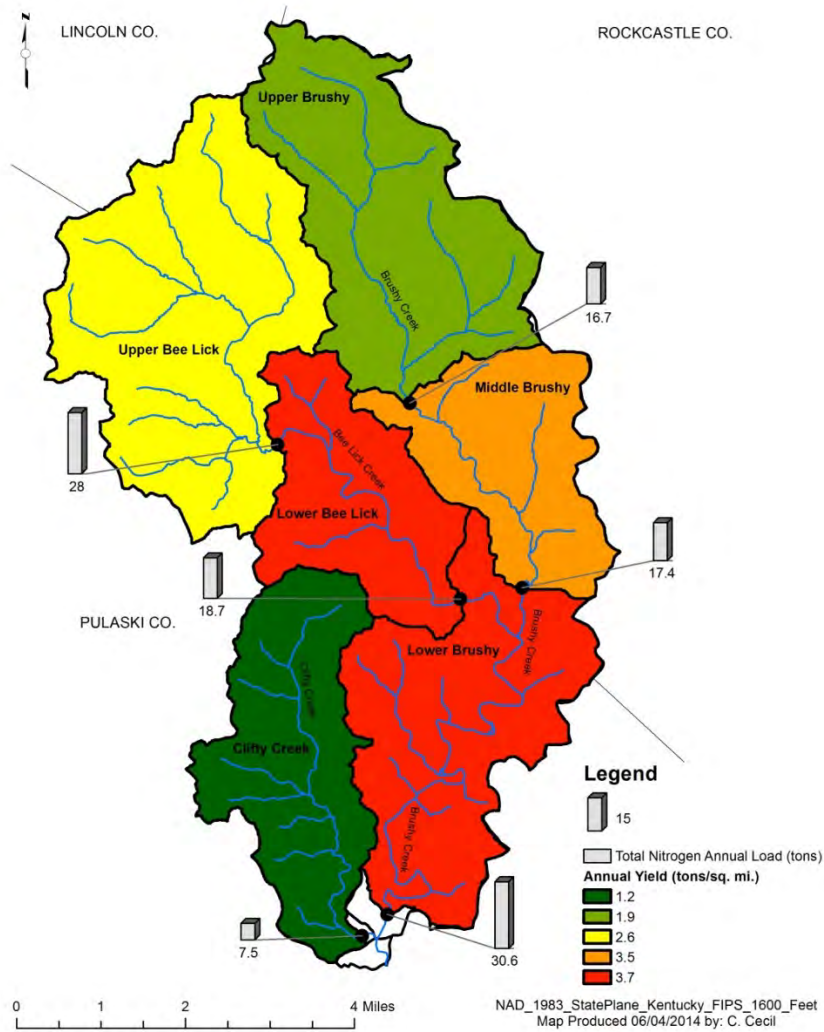 z
LINCOLN CO.
ROCKCASTLE CO.
Upper Brushy
Brushy Creek
16.7
Upper Bee Lick
Middle Brushy
28
Bee Lick Creek
Lower Bee Lick
18.7
17.4
PULASKI CO.
Brushy Creek
Lower Brushy
Clifty Creek
Clifty Creek
Brushy Creek
7.5
30.6
Legend
15
Total Nitrogen Annual Load (tons)
Annual Yield (tons/sq. mi.)
1.2
1.9
2.6
3.5
3.7
0 1 2 4 Miles
NAD_1983_StatePlane_Kentucky_FIPS_1600_Feet
Map Produced 06/04/2014 by: C. Cecil